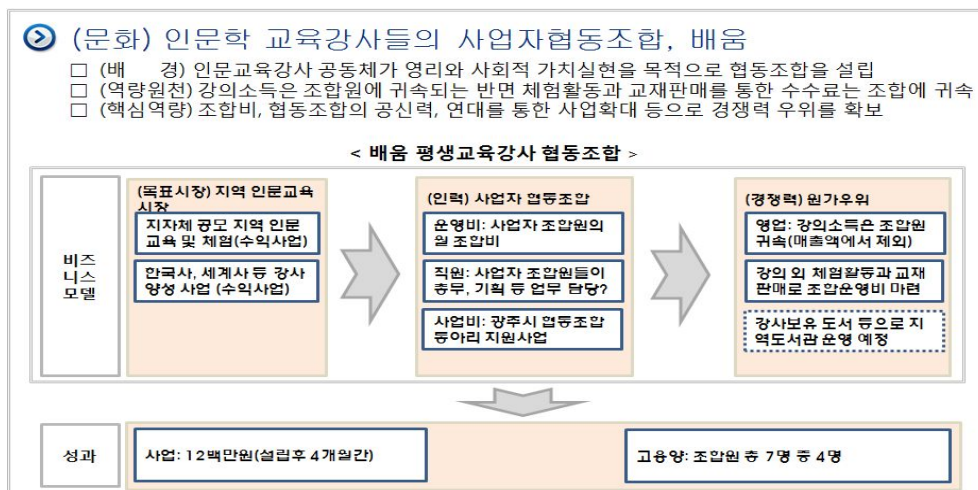 (문화) 인문학 교육강사들의 사업자협동조합, 배움
□ (배 경) 인문교육강사 공동체가 영리와 사회적 가치실현을 목적으로 협동조합을 설립
□ (역량원천) 강의소득은 조합원에 귀속되는 반면 체험활동과 교재판매를 통한 수수료는 조합에 귀속
□ (핵심역량) 조합비, 협동조합의 공신력, 연대를 통한 사업확대 등으로 경쟁력 우위를 확보
< 배움 평생교육강사 협동조합 >
비즈
니스
모델
(목표시장) 지역 인문교육
시장
지자체 공모 지역 인문
교육 및 체험(수익사업)
한국사, 세계사 등 강사
양성 사업 (수익사업)
(인력) 사업자 협동조합
운영비: 사업자 조합원의
월 조합비
직원: 사업자 조합원들이
총무, 기획 등 업무 담당?
사업비: 광주시 협동조합
동아리 지원사업
(경쟁력) 원가우위
영업: 강의소득은 조합원
귀속(매출액에서 제외)
강의 외 체험활동과 교재
판매로 조합운영비 마련
강사보유 도서 등으로 지
역도서관 운영 예정
성과
사업: 12백만원(설립후 4개월간)
고용양: 조합원 총 7명 중 4명